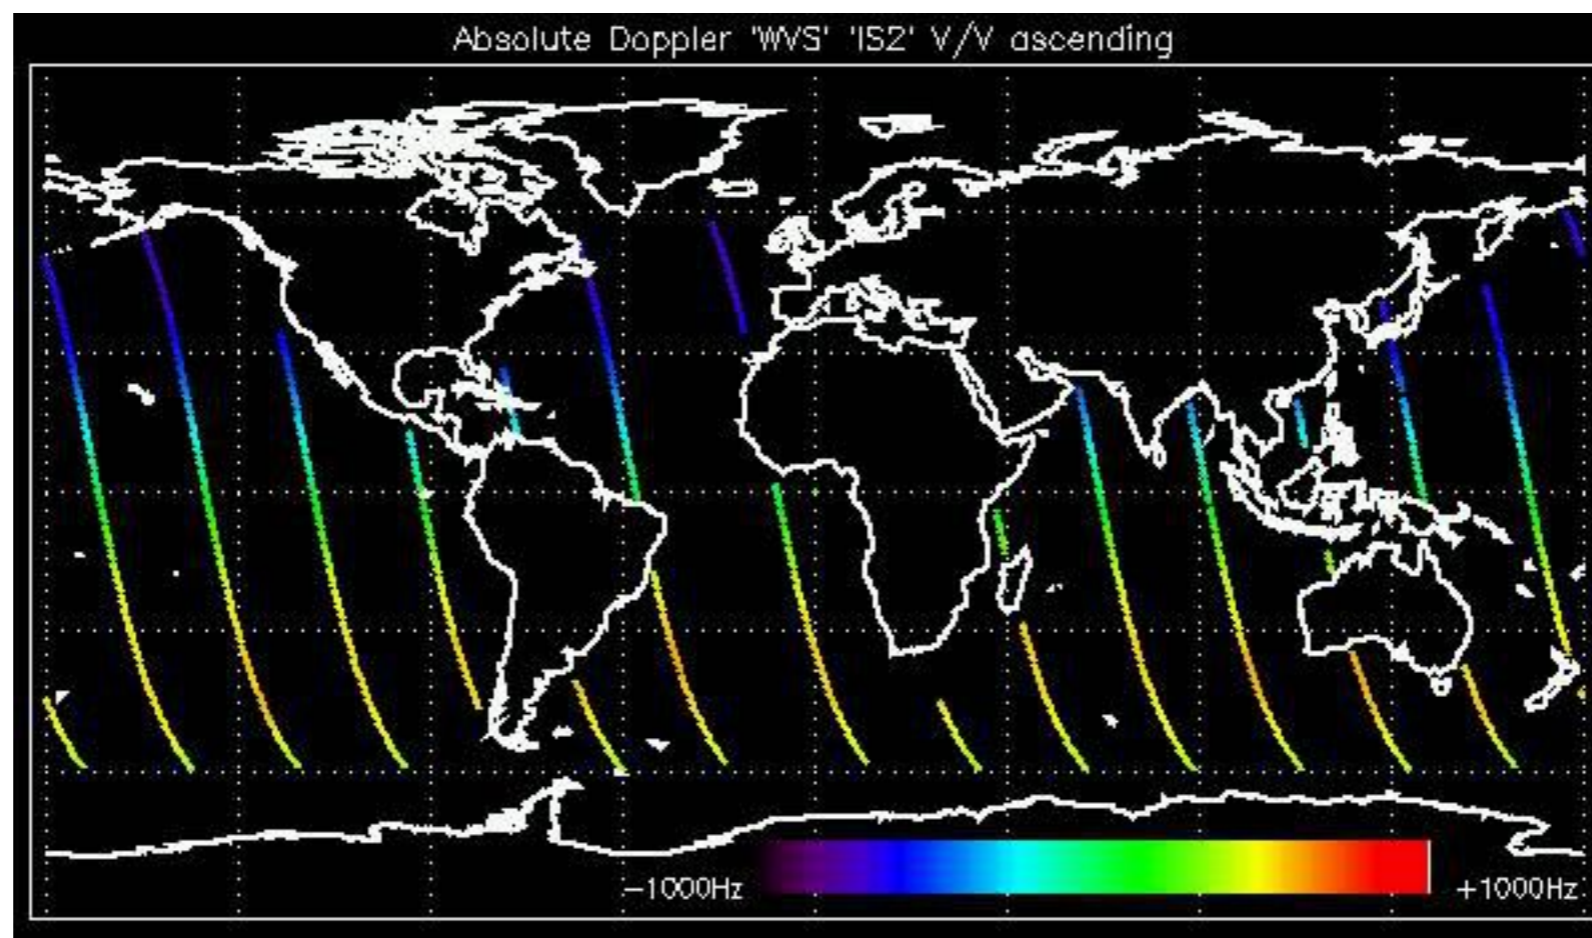 Absolute Doppler 'WVS' 'IS2' V/V ascending
-1000Hz +1000Hz